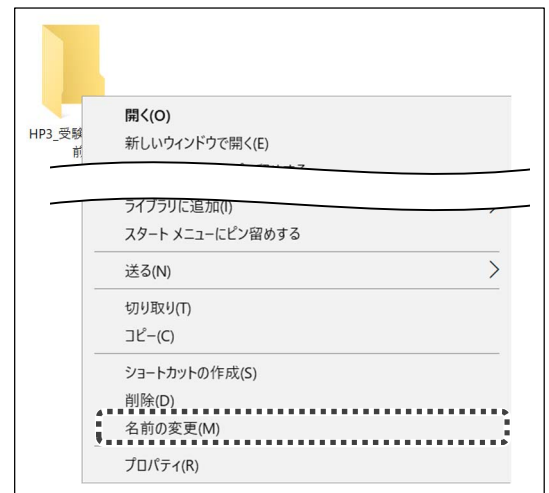 HP3_受験
前
開く(O)
新しいウィンドウで開く(E)
ライブラリに追加(I)
スタート メニューにピン留めする
送る(N)
切り取り(T)
コピー(C)
ショートカットの作成(S)
削除(D)
名前の変更(M)
プロパティ(R)